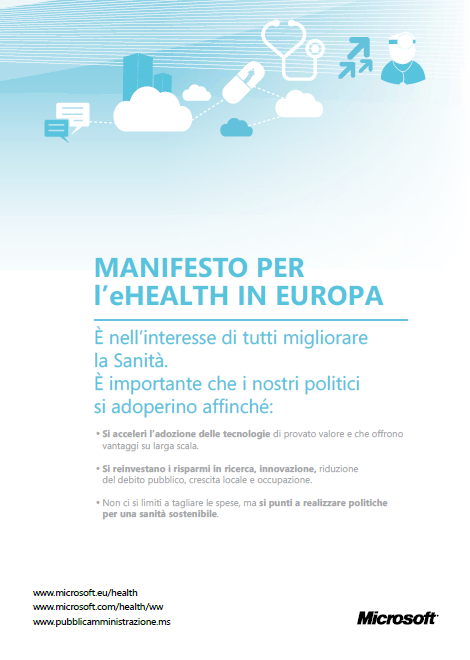 MANIFESTO PER
l’eHEALTH IN EUROPA
È nell’interesse di tutti migliorare
la Sanità.
È importante che i nostri politici
si adoperino affinché:
• Si acceleri l’adozione delle tecnologie di provato valore e che offrono
vantaggi su larga scala.
• Si reinvestano i risparmi in ricerca, innovazione, riduzione
del debito pubblico, crescita locale e occupazione.
• Non ci si limiti a tagliare le spese, ma si punti a realizzare politiche
per una sanità sostenibile.
www.microsoft.eu/health
www.microsoft.com/health/ww
www.pubblicamministrazione.ms
Microsoft